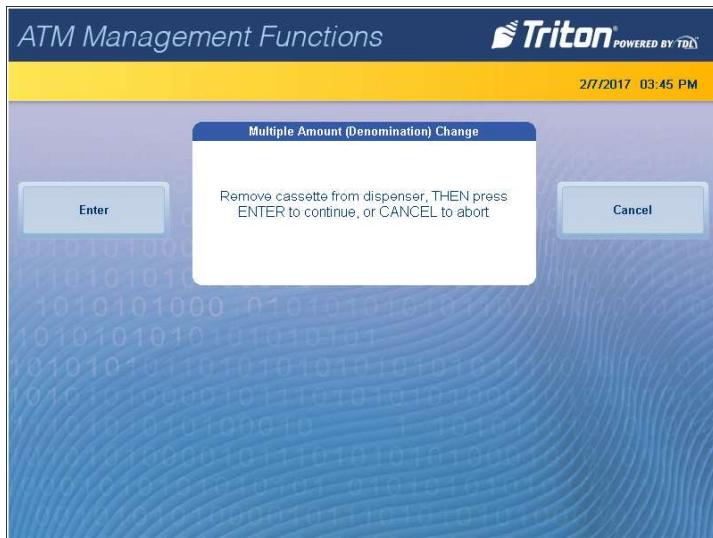 ATM Management Functions
Triton® POWERED BY TDL
2/7/2017 03:45 PM
Multiple Amount (Denomination) Change
Remove cassette from dispenser, THEN press
ENTER to continue, or CANCEL to abort
Enter
Cancel